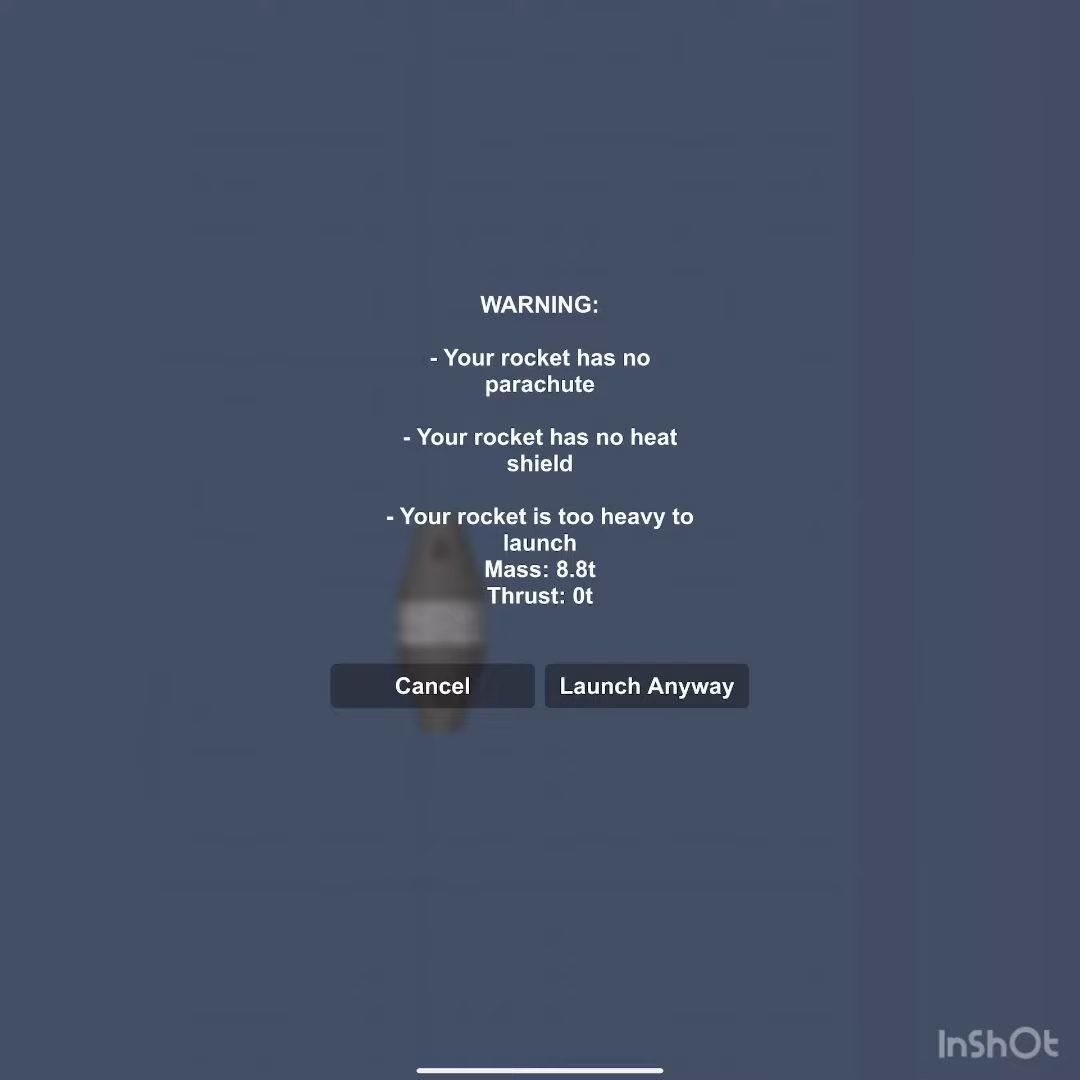 WARNING:
- Your rocket has no
parachute
- Your rocket has no heat
shield
- Your rocket is too heavy to
launch
Mass: 8.8t
Thrust: 0t
Cancel
Launch Anyway
InShOt